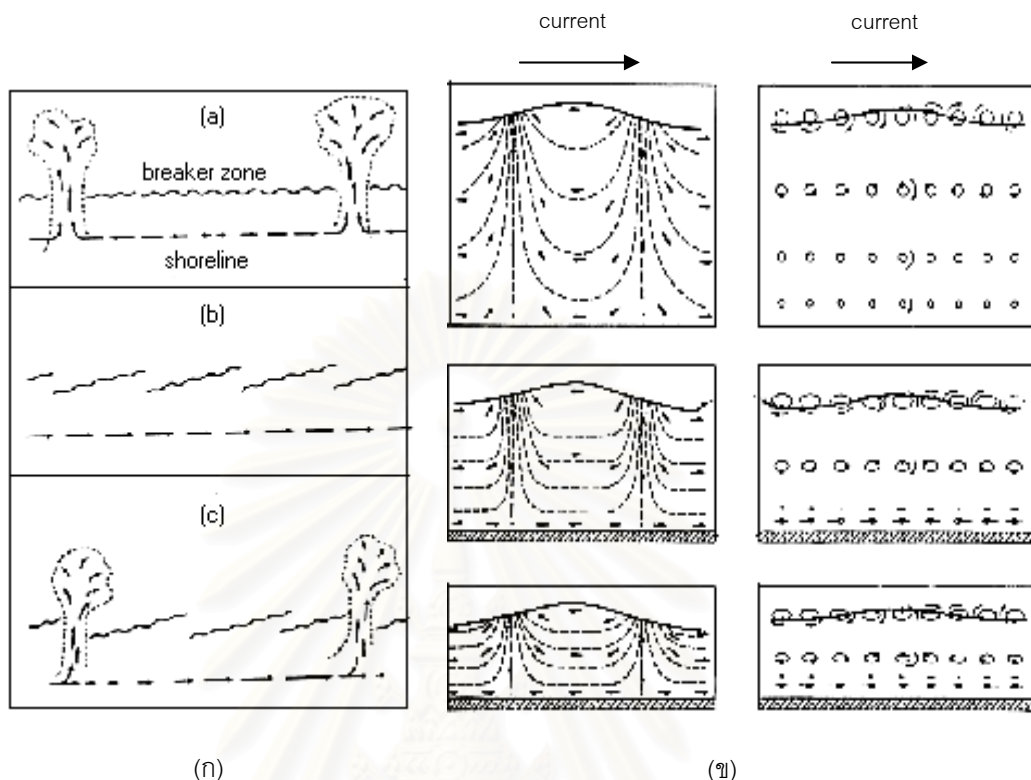 current
current
(a)
breaker zone
shoreline
(b)
(c)
(ก)
(ข)